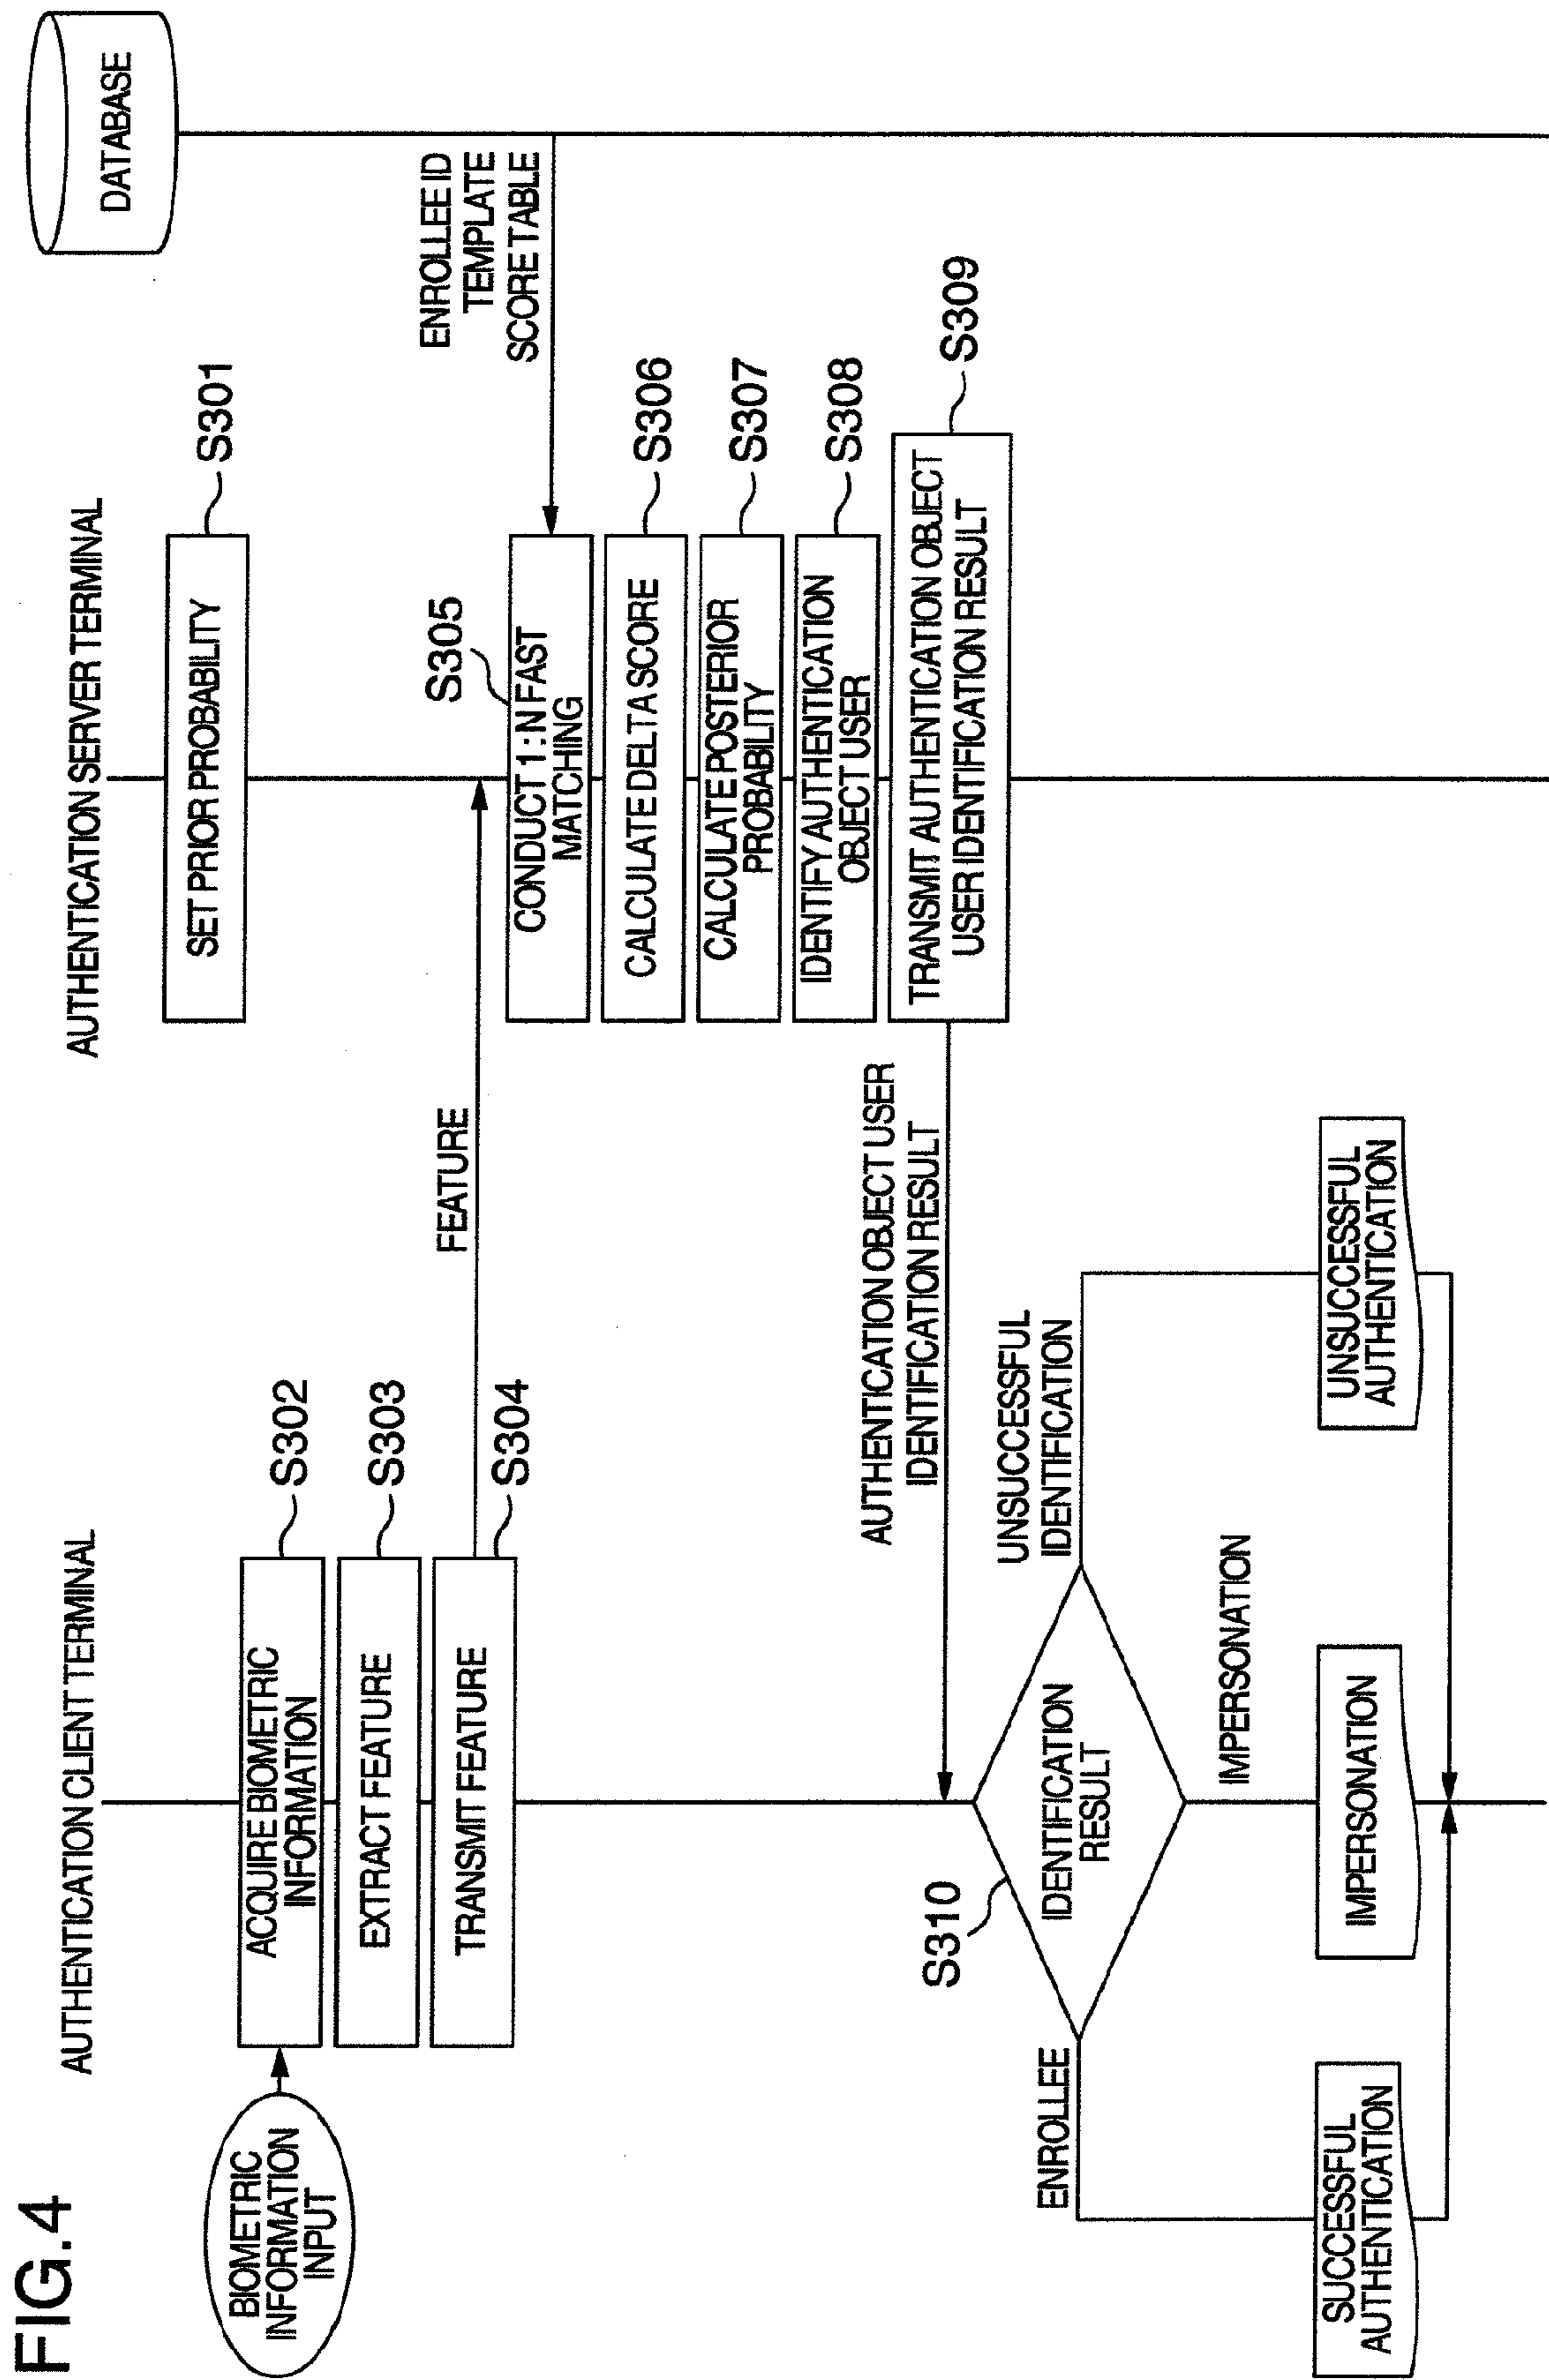 FIG.4
AUTHENTICATION CLIENT TERMINAL
AUTHENTICATION SERVER TERMINAL
DATABASE
SET PRIOR PROBABILITY
S301
BIOMETRIC
INFORMATION
INPUT
ACQUIRE BIOMETRIC
INFORMATION
S302
EXTRACT FEATURE
S303
TRANSMIT FEATURE
S304
FEATURE
ENROLLEE ID
TEMPLATE
SCORE TABLE
S305
CONDUCT 1 : N FAST
MATCHING
CALCULATE DELTA SCORE
S306
CALCULATE POSTERIOR
PROBABILITY
S307
IDENTIFY AUTHENTICATION
OBJECT USER
S308
TRANSMIT AUTHENTICATION OBJECT
USER IDENTIFICATION RESULT
S309
AUTHENTICATION OBJECT USER
IDENTIFICATION RESULT
S310
IDENTIFICATION
RESULT
ENROLLEE
IMPERSONATION
UNSUCCESSFUL
IDENTIFICATION
SUCCESSFUL
AUTHENTICATION
IMPERSONATION
UNSUCCESSFUL
AUTHENTICATION